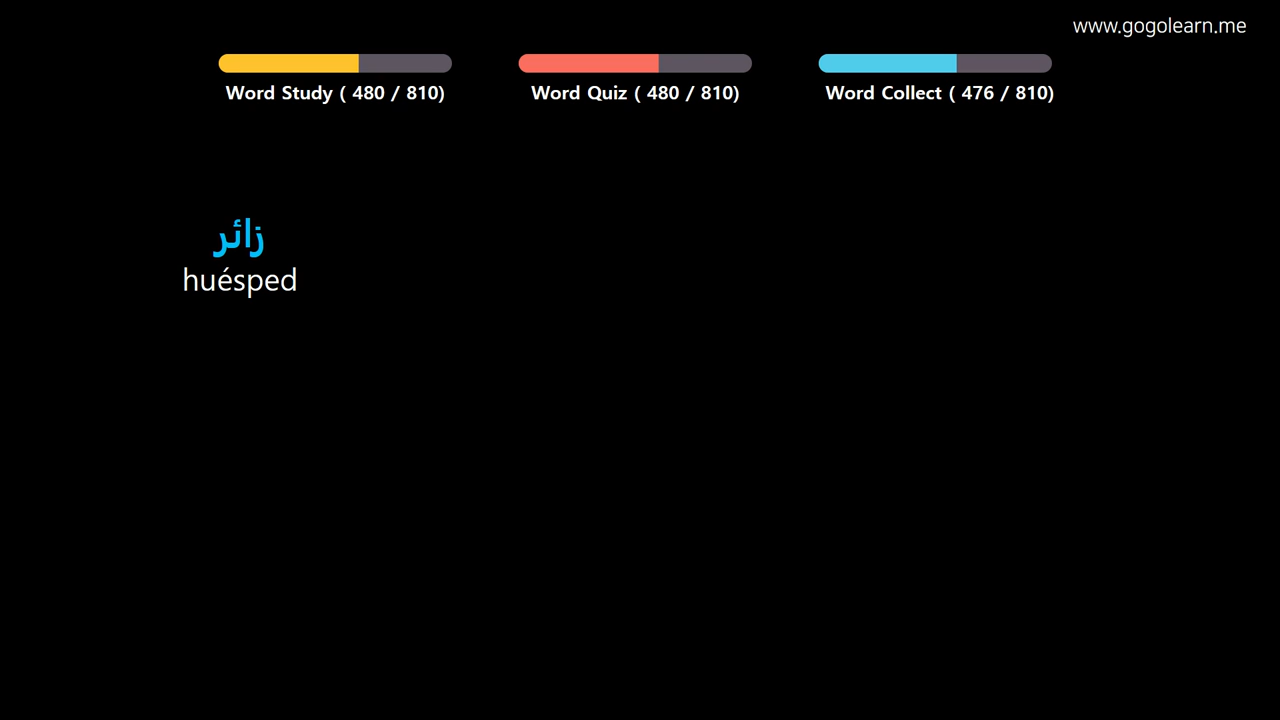 www.gogolearn.me
Word Study ( 480 / 810)
Word Quiz ( 480 / 810)
Word Collect ( 476 / 810)
زائر
huésped